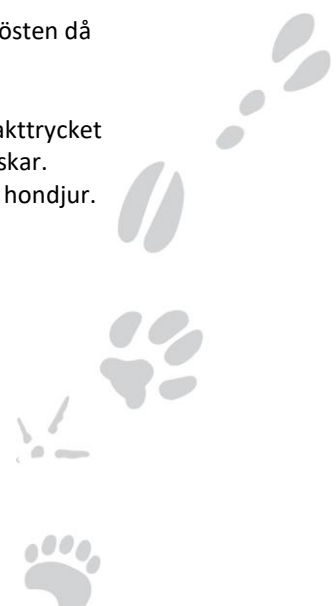 östen då
akttrycket
skar.
hondjur.